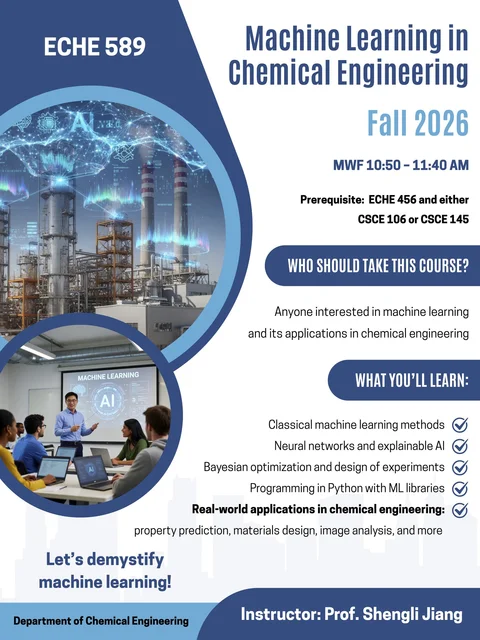 ECHE 589
Machine Learning in
Chemical Engineering
Fall 2026
MWF 10:50 – 11:40 AM
Prerequisite: ECHE 456 and either
CSCE 106 or CSCE 145
AI
WHO SHOULD TAKE THIS COURSE?
Anyone interested in machine learning
and its applications in chemical engineering
MACHINE LEARNING
AI
AI
WHAT YOU’LL LEARN:
Classical machine learning methods
Neural networks and explainable AI
Bayesian optimization and design of experiments
Programming in Python with ML libraries
Real-world applications in chemical engineering:
property prediction, materials design, image analysis, and more
Let’s demystify
machine learning!
Department of Chemical Engineering
Instructor: Prof. Shengli Jiang